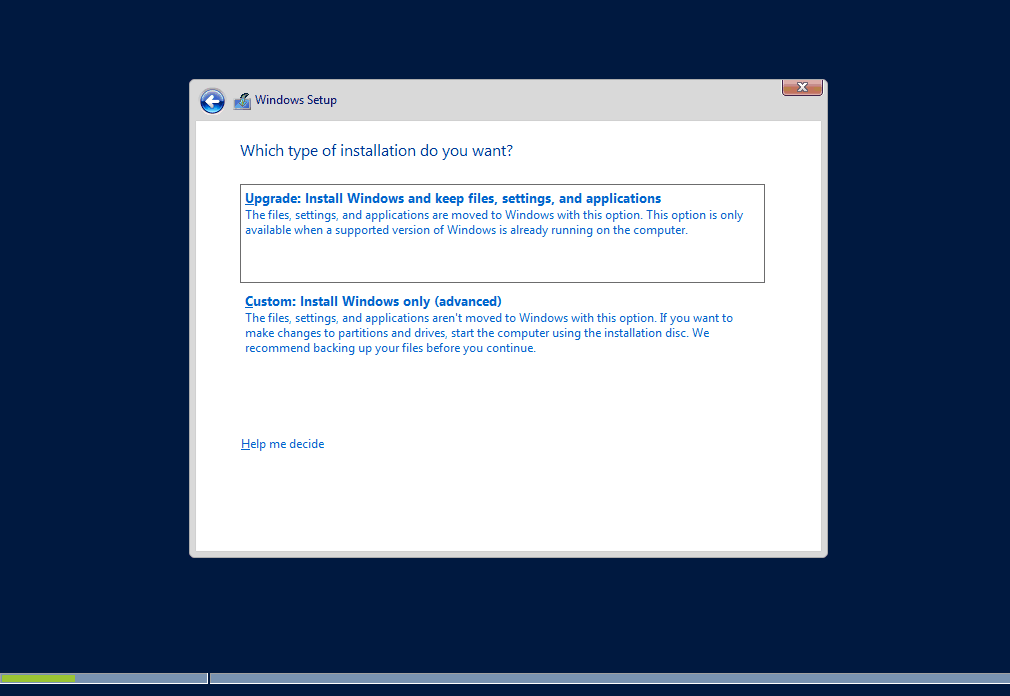 Windows Setup
Which type of installation do you want?
Upgrade: Install Windows and keep files, settings, and applications
The files, settings, and applications are moved to Windows with this option. This option is only
available when a supported version of Windows is already running on the computer.
Custom: Install Windows only (advanced)
The files, settings, and applications aren't moved to Windows with this option. If you want to
make changes to partitions and drives, start the computer using the installation disc. We
recommend backing up your files before you continue.
Help me decide